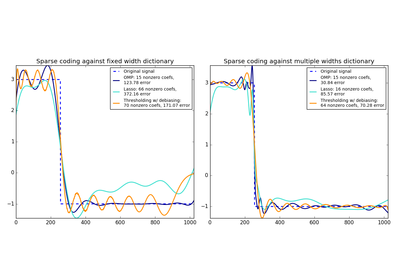 Sparse coding against fixed width dictionary
Original signal
OMP: 15 nonzero coefs,
123.78 error
Lasso: 66 nonzero coefs,
372.16 error
Thresholding w/ debiasing:
70 nonzero coefs, 171.07 error
3
2
1
0
−1
0
200
400
600
800
1000
Sparse coding against multiple widths dictionary
Original signal
OMP: 15 nonzero coefs,
30.84 error
Lasso: 16 nonzero coefs,
85.57 error
Thresholding w/ debiasing:
64 nonzero coefs, 70.28 error
3
2
1
0
−1
0
200
400
600
800
1000